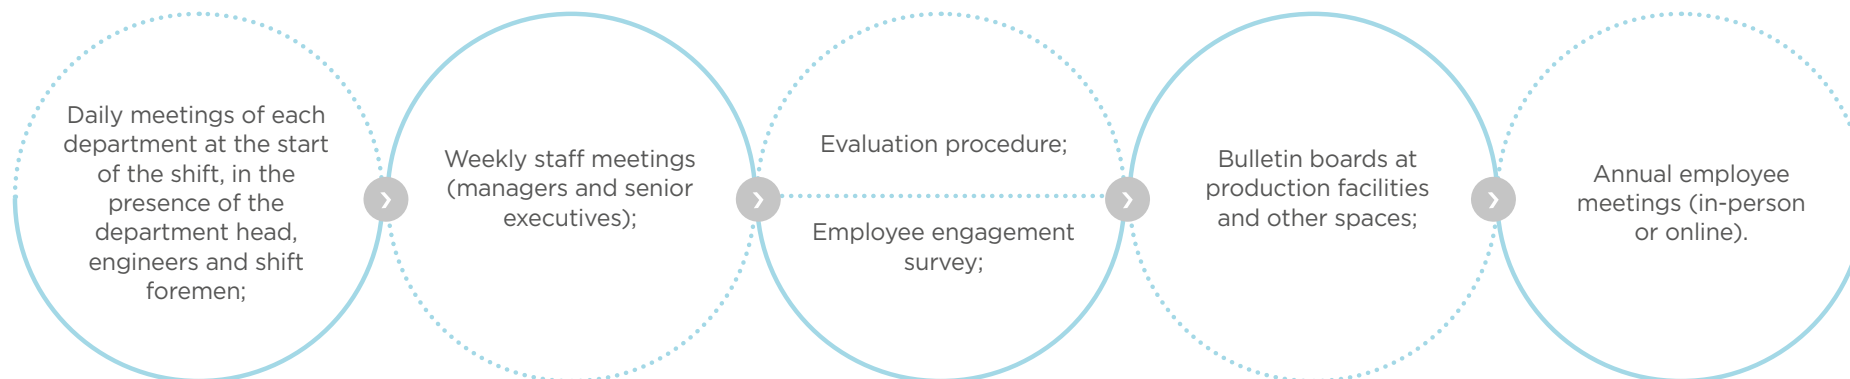 Daily meetings of each
department at the start
of the shift, in the
presence of the
department head,
engineers and shift
foremen;
Weekly staff meetings
(managers and senior
executives);
Evaluation procedure;
Employee engagement
survey;
Bulletin boards at
production facilities
and other spaces;
Annual employee
meetings (in-person
or online).